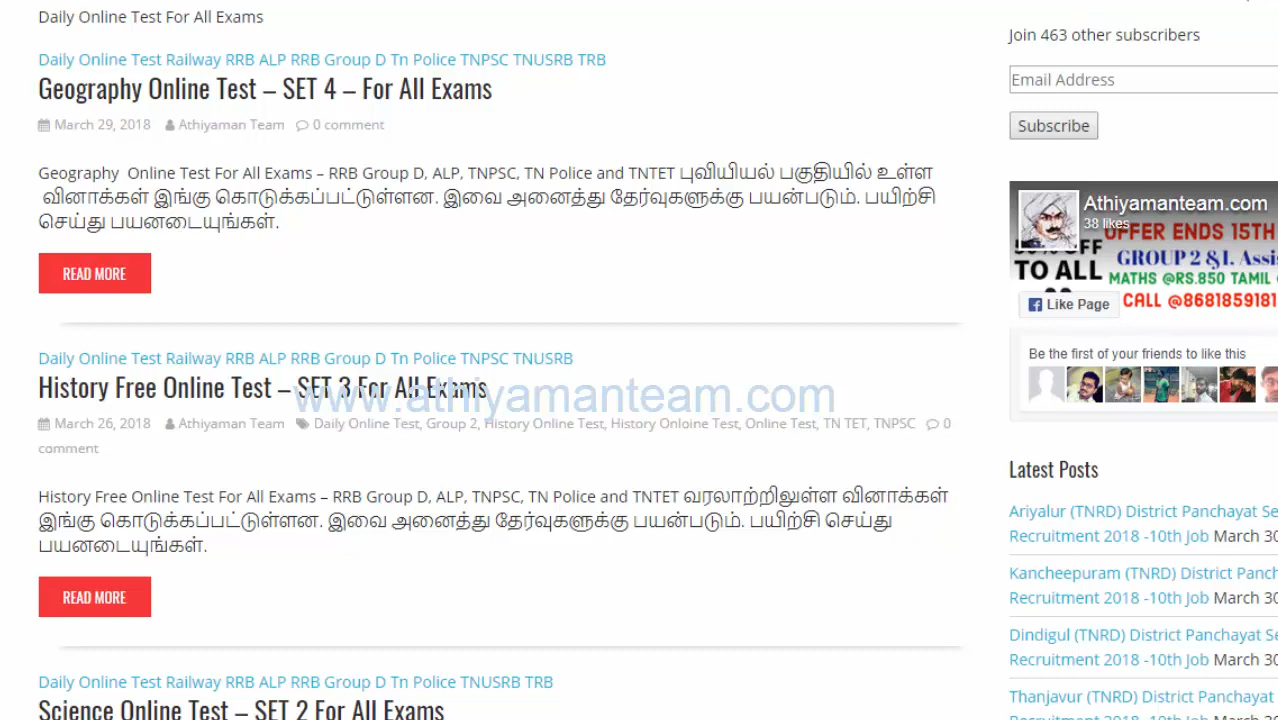 Daily Online Test For All Exams
Daily Online Test Railway RRB ALP RRB Group D Tn Police TNPSC TNUSRB TRB
Geography Online Test – SET 4 – For All Exams
March 29, 2018 Athiyaman Team 0 comment
Geography Online Test For All Exams – RRB Group D, ALP, TNPSC, TN Police and TNTET புவியியல் பகுதியில் உள்ள
வினாக்கள் இங்கு கொடுக்கப்பட்டுள்ளன. இவை அனைத்து தேர்வுகளுக்கு பயன்படும். பயிற்சி
செய்து பயனடையுங்கள்.
READ MORE
Daily Online Test Railway RRB ALP RRB Group D Tn Police TNPSC TNUSRB
History Free Online Test – SET 3 For All Exams
www.athiyamanteam.com
March 26, 2018 Athiyaman Team Daily Online Test, Group 2, History Online Test, History Onloine Test, Online Test, TN TET, TNPSC 0
comment
History Free Online Test For All Exams – RRB Group D, ALP, TNPSC, TN Police and TNTET வரலாற்றிலுள்ள வினாக்கள்
இங்கு கொடுக்கப்பட்டுள்ளன. இவை அனைத்து தேர்வுகளுக்கு பயன்படும். பயிற்சி செய்து
பயனடையுங்கள்.
READ MORE
Daily Online Test Railway RRB ALP RRB Group D Tn Police TNUSRB TRB
Science Online Test – SET 2 For All Exams
Join 463 other subscribers
Email Address
Subscribe
Athiyamanteam.com
38 likes
OFFER ENDS 15TH
OFF
TO ALL
GROUP 2 & L. Assi
MATHS @RS.850 TAMIL
CALL @8681859181
Like Page
Be the first of your friends to like this
Latest Posts
Ariyalur (TNRD) District Panchayat Se
Recruitment 2018 -10th Job March 30
Kancheepuram (TNRD) District Panch
Recruitment 2018 -10th Job March 30
Dindigul (TNRD) District Panchayat Se
Recruitment 2018 -10th Job March 30
Thanjavur (TNRD) District Panchayat
Recruitment 2018 -10th Job March 30